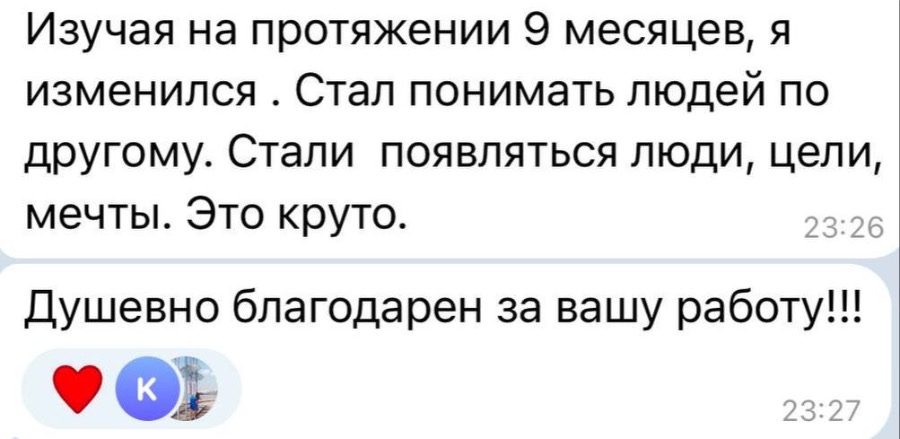 Изучая на протяжении 9 месяцев, я
изменился . Стал понимать людей по
другому. Стали появляться люди, цели,
мечты. Это круто.
23:26
Душевно благодарен за вашу работу!!!
К
23:27